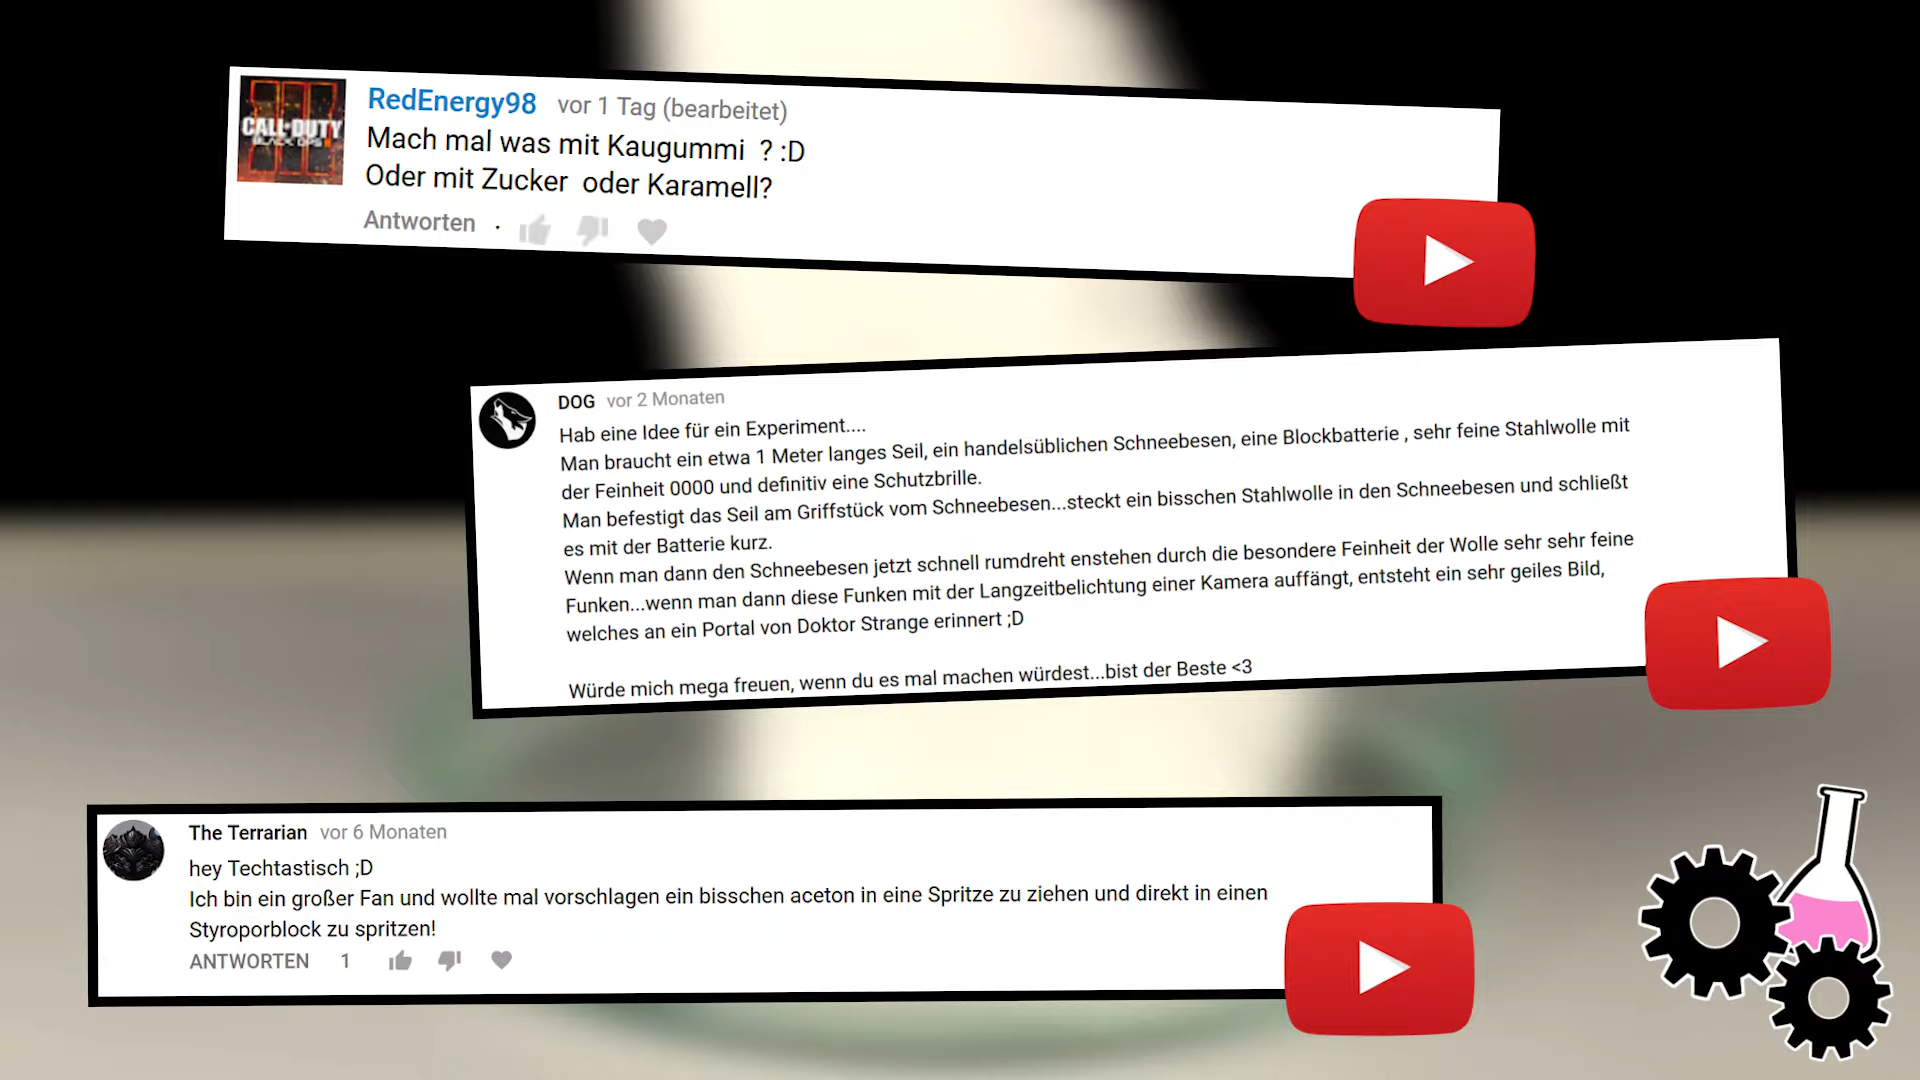 CALL OF DUTY
BLACK OPS
RedEnergy98 vor 1 Tag (bearbeitet)
Mach mal was mit Kaugummi ? :D
Oder mit Zucker oder Karamell?
Antworten ·
DOG vor 2 Monaten
Hab eine Idee für ein Experiment....
Man braucht ein etwa 1 Meter langes Seil, ein handelsüblichen Schneebesen, eine Blockbatterie , sehr feine Stahlwolle mit
der Feinheit 0000 und definitiv eine Schutzbrille.
Man befestigt das Seil am Griffstück vom Schneebesen...steckt ein bisschen Stahlwolle in den Schneebesen und schließt
es mit der Batterie kurz.
Wenn man dann den Schneebesen jetzt schnell rumdreht enstehen durch die besondere Feinheit der Wolle sehr sehr feine
Funken...wenn man dann diese Funken mit der Langzeitbelichtung einer Kamera auffängt, entsteht ein sehr geiles Bild,
welches an ein Portal von Doktor Strange erinnert ;D
Würde mich mega freuen, wenn du es mal machen würdest...bist der Beste <3
The Terrarian vor 6 Monaten
hey Techtastisch ;D
Ich bin ein großer Fan und wollte mal vorschlagen ein bisschen aceton in eine Spritze zu ziehen und direkt in einen
Styroporblock zu spritzen!
ANTWORTEN 1